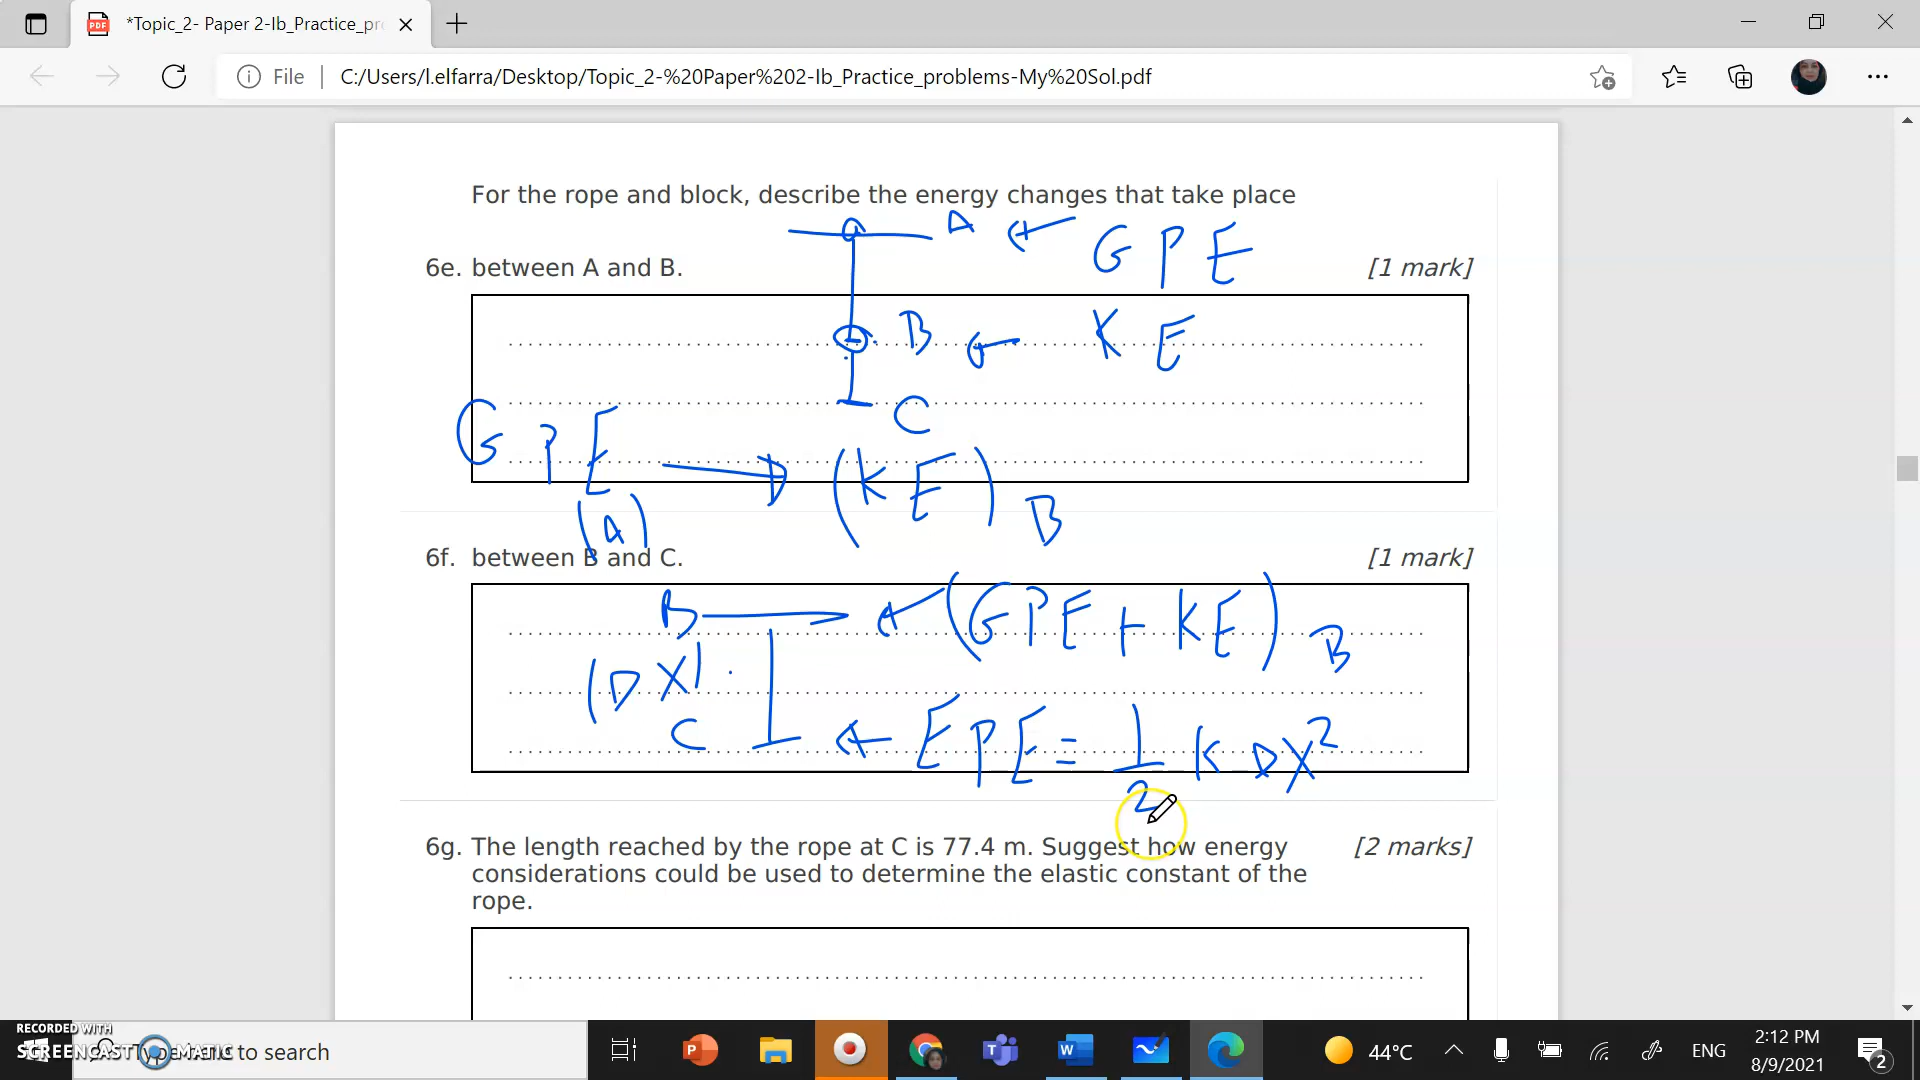 *Topic_2- Paper 2-Ib_Practice_pr
File
C:/Users/l.elfarra/Desktop/Topic_2-%20Paper%202-Ib_Practice_problems-My%20Sol.pdf
For the rope and block, describe the energy changes that take place
A
GPE
6e. between A and B. [1 mark]
B
KE
C
GPE (KE) B
(A)
6f. between B and C. [1 mark]
B (GPE + KE) B
(Δx)
C EPE = 1/2 K Δx²
6g. The length reached by the rope at C is 77.4 m. Suggest how energy [2 marks]
considerations could be used to determine the elastic constant of the
rope.
RECORDED WITH
SCREENCAST MATIC
Type here to search
44°C
ENG
2:12 PM
8/9/2021
2